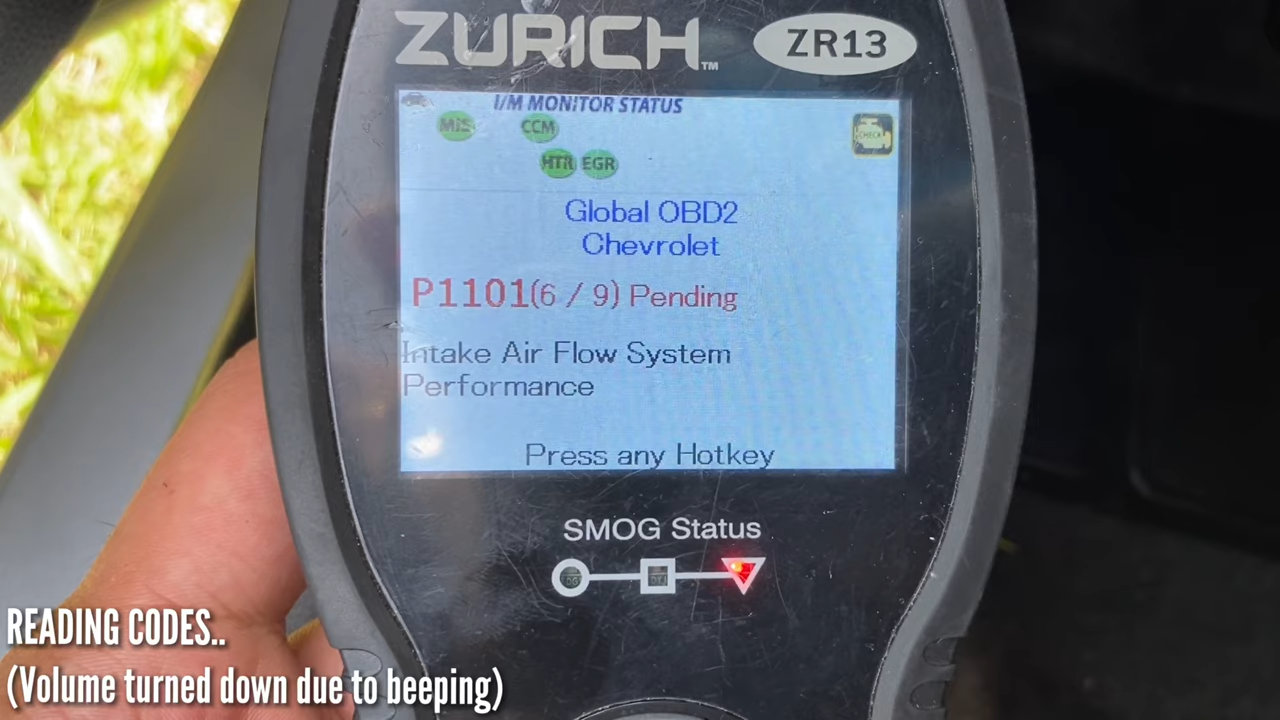 ZURICH™ ZR13
I/M MONITOR STATUS
MIS CCM
CHECK
HTR EGR
Global OBD2
Chevrolet
P1101(6 / 9) Pending
Intake Air Flow System
Performance
Press any Hotkey
SMOG Status
READING CODES..
(Volume turned down due to beeping)